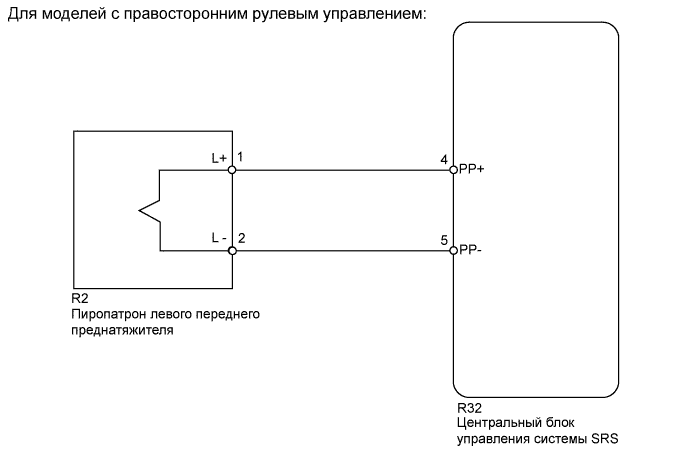 Для моделей с правосторонним рулевым управлением:
L+ 1 4 PP+
L - 2 5 PP-
R2
Пиропатрон левого переднего
преднатяжителя
R32
Центральный блок
управления системы SRS